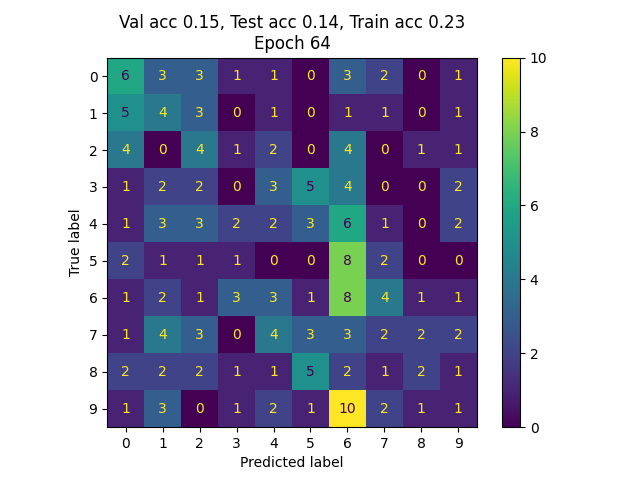 Val acc 0.15, Test acc 0.14, Train acc 0.23
Epoch 64
0 6 3 3 1 1 0 3 2 0 1
1 5 4 3 0 1 0 1 1 0 1
2 4 0 4 1 2 0 4 0 1 1
3 1 2 2 0 3 5 4 0 0 2
4 1 3 3 2 2 3 6 1 0 2
5 2 1 1 1 0 0 8 2 0 0
6 1 2 1 3 3 1 8 4 1 1
7 1 4 3 0 4 3 3 2 2 2
8 2 2 2 1 1 5 2 1 2 1
9 1 3 0 1 2 1 10 2 1 1
0 1 2 3 4 5 6 7 8 9
True label
Predicted label
10
8
6
4
2
0